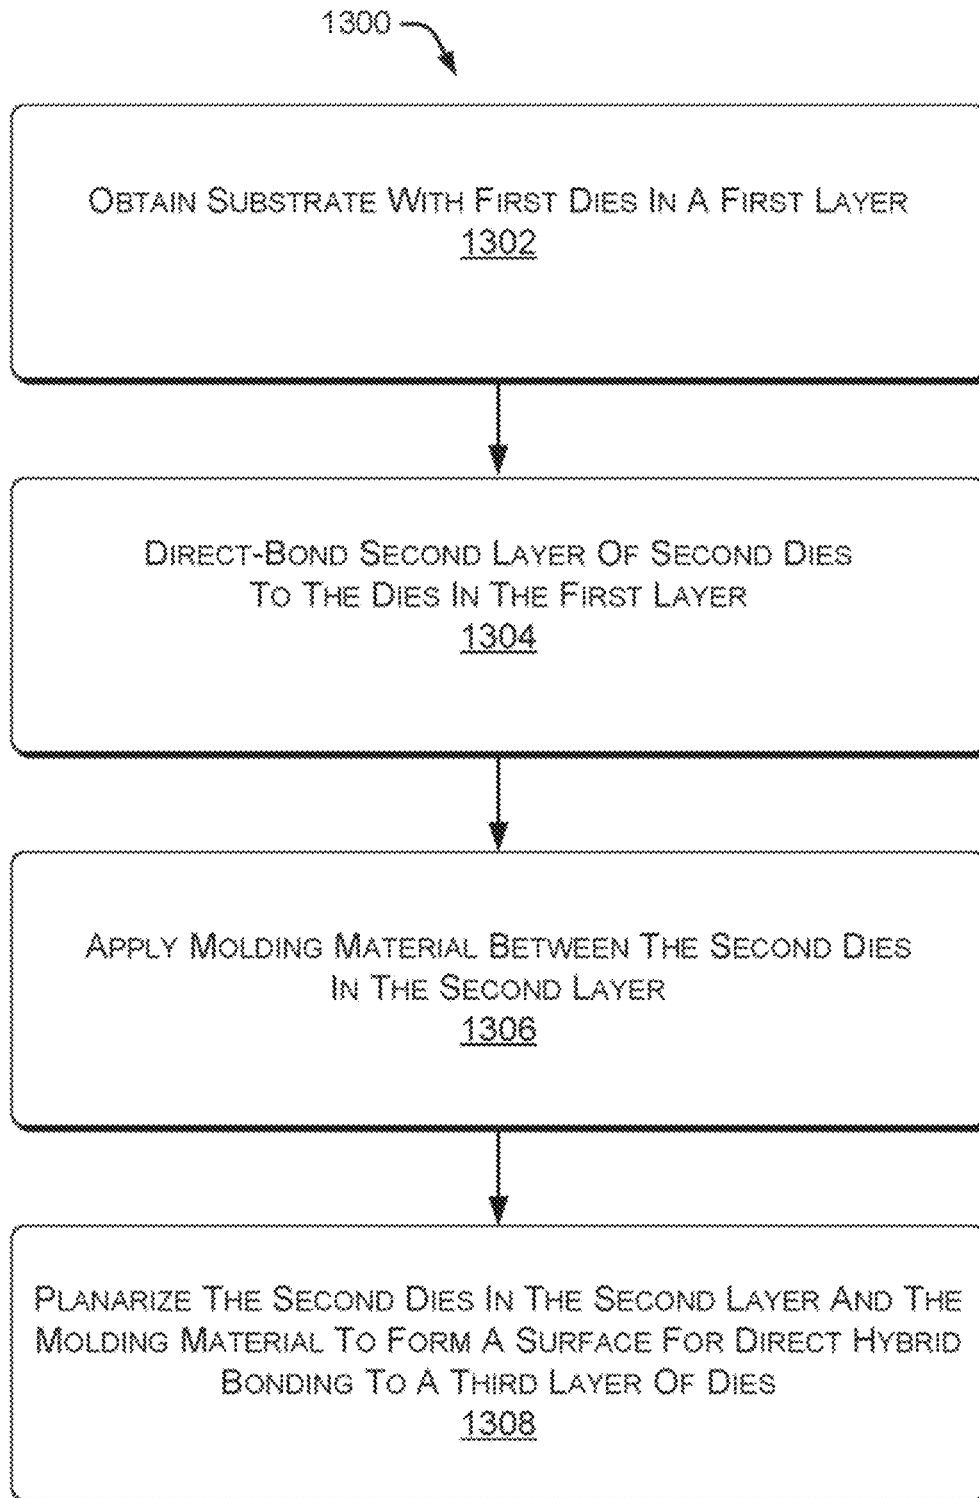 1300
OBTAIN SUBSTRATE WITH FIRST DIES IN A FIRST LAYER
1302
DIRECT-BOND SECOND LAYER OF SECOND DIES
TO THE DIES IN THE FIRST LAYER
1304
APPLY MOLDING MATERIAL BETWEEN THE SECOND DIES
IN THE SECOND LAYER
1306
PLANARIZE THE SECOND DIES IN THE SECOND LAYER AND THE
MOLDING MATERIAL TO FORM A SURFACE FOR DIRECT HYBRID
BONDING TO A THIRD LAYER OF DIES
1308